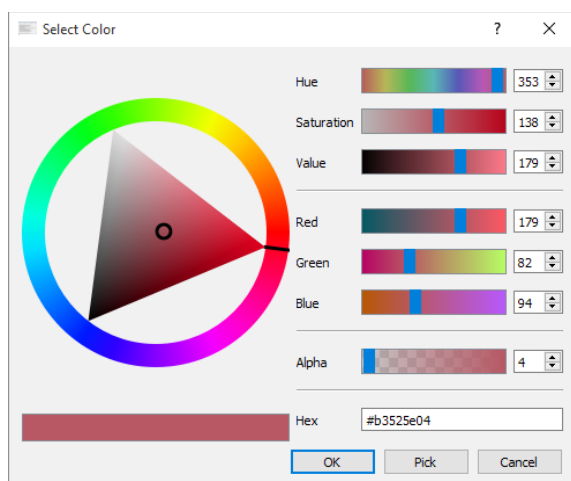 Select Color ?
Hue 353
Saturation 138
Value 179
Red 179
Green 82
Blue 94
Alpha 4
Hex #b3525e04
OK Pick Cancel